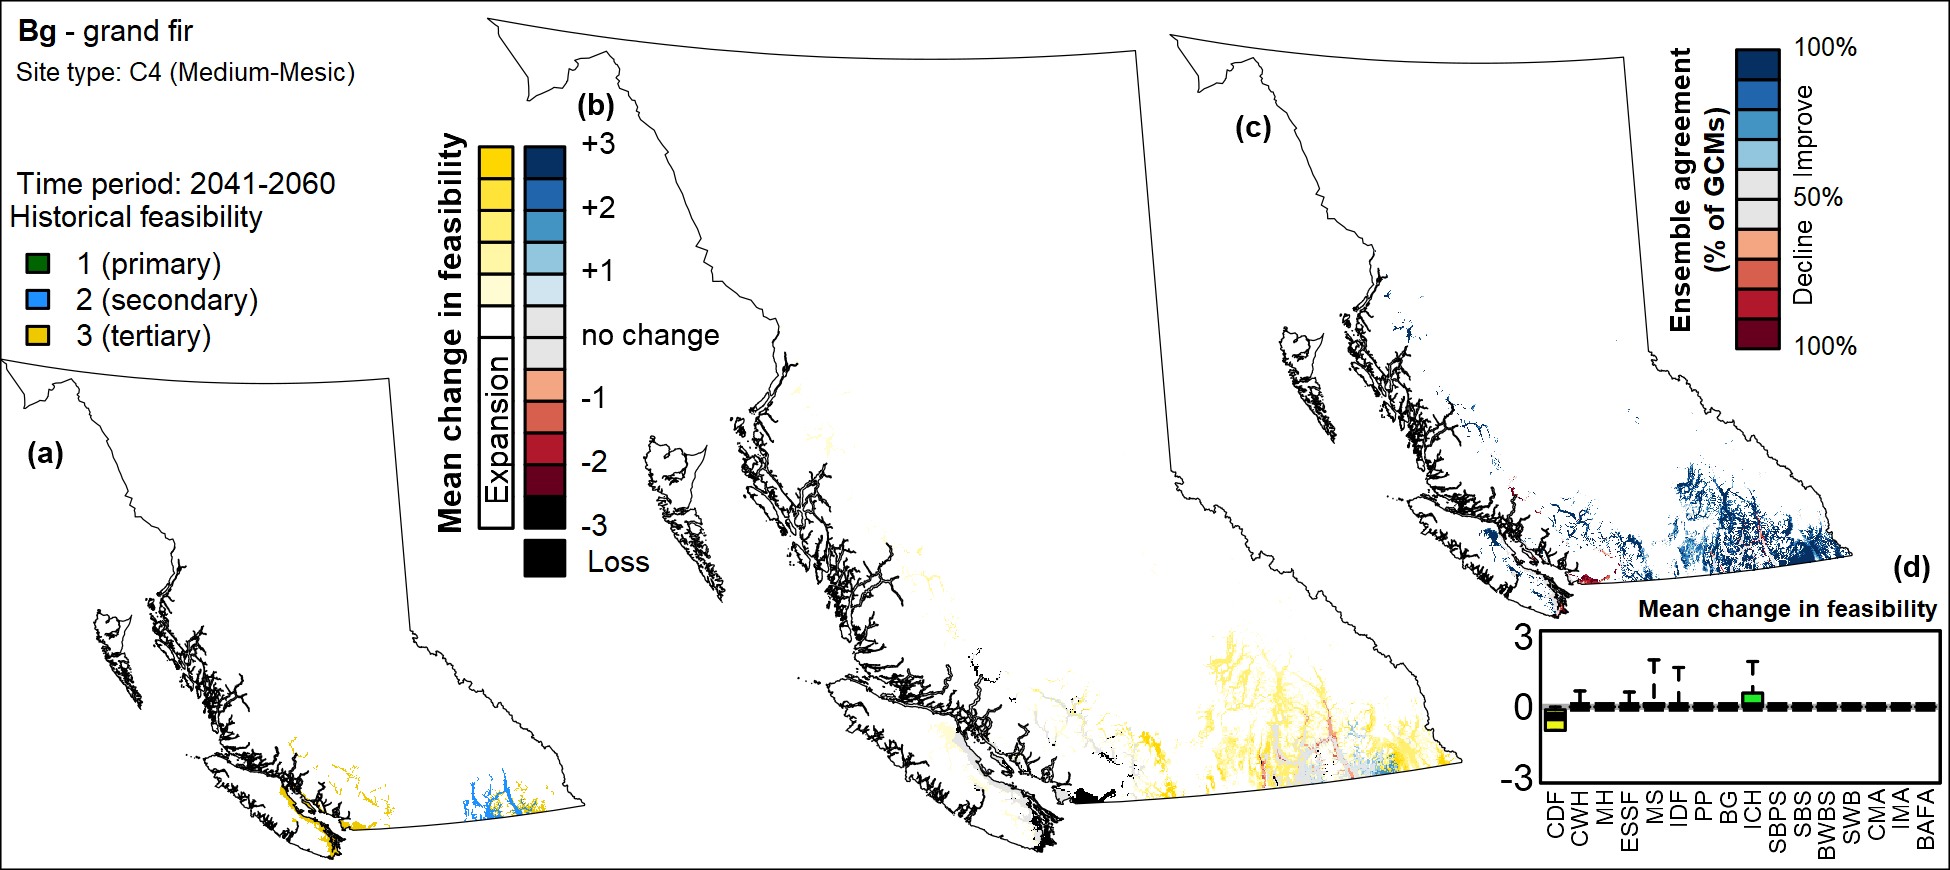 Bg - grand fir
Site type: C4 (Medium-Mesic)
Time period: 2041-2060
Historical feasibility
1 (primary)
2 (secondary)
3 (tertiary)
(a)
(b)
Mean change in feasibility
Expansion
+3
+2
+1
no change
-1
-2
-3
Loss
(c)
Ensemble agreement
(% of GCMs)
100%
Improve
50%
Decline
100%
(d)
Mean change in feasibility
3
0
-3
CDF
CWH
MH
ESSF
MS
IDF
PP
BG
ICH
SBPS
SBS
BWBS
SWB
CMA
IMA
BAFA